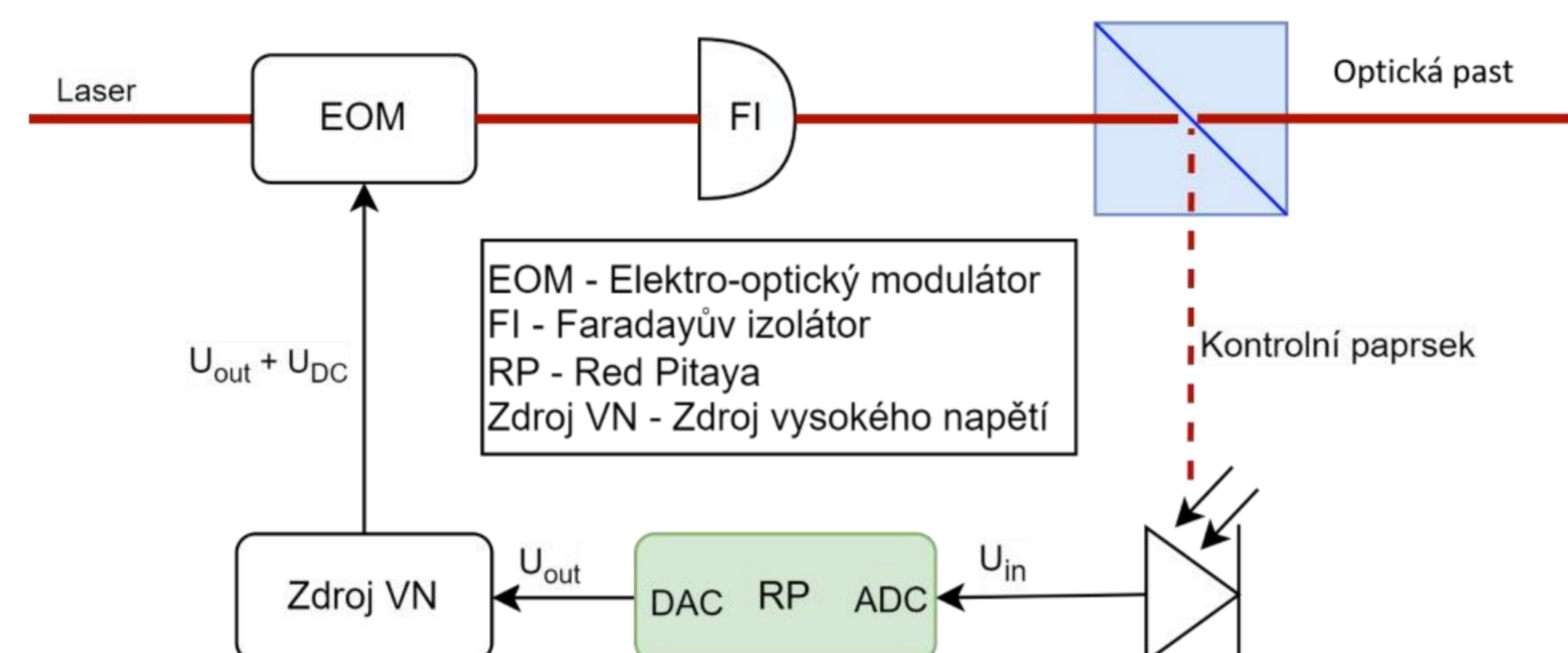 Laser
EOM
FI
Optická past
EOM - Elektro-optický modulátor
FI - Faradayův izolátor
RP - Red Pitaya
Zdroj VN - Zdroj vysokého napětí
Kontrolní paprsek
Uout + UDC
Zdroj VN
Uout
DAC RP ADC
Uin